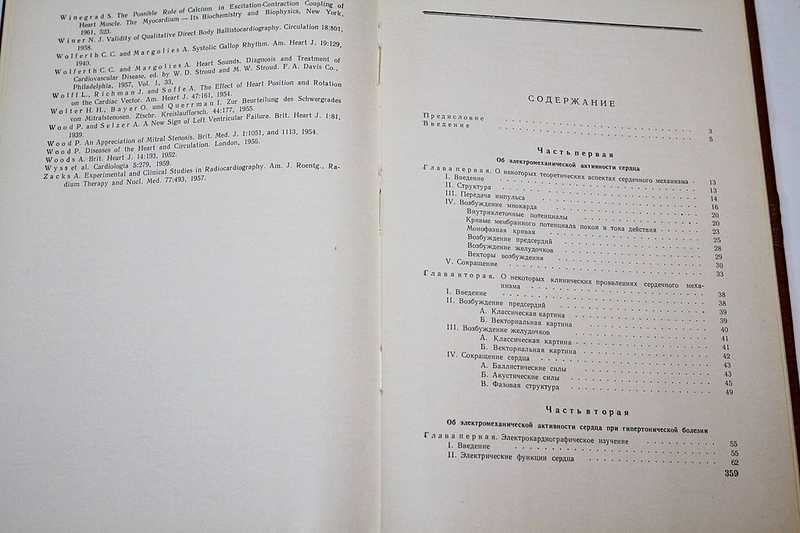 Winegrad S. The Possible Role of Calcium in Excitation-Contraction Coupling of
Heart Muscle. The Myocardium — Its Biochemistry and Biophysics, New York,
1961, 523.
Winer N. J. Validity of Qualitative Direct Body Ballistocardiography. Circulation 18:801,
1958.
Wolferth C. C. and Margolies A. Systolic Gallop Rhythm. Am. Heart J. 19:129,
1940.
Wolferth C. C. and Margolies A. Heart Sounds. Diagnosis and Treatment of
Cardiovascular Disease, ed. by W. D. Stroud and M. W. Stroud. F. A. Davis Co.,
Philadelphia, 1957, Vol. 1, 33.
Wolff L., Richman J. and Soffe A. The Effect of Heart Position and Rotation
on the Cardiac Vector. Am. Heart J. 47:161, 1954.
Wolter H. H., Bayer O. und Querrman I. Zur Beurteilung des Schwergrades
von Mitralstenosen. Ztschr. Kreislaufforsch. 44:177, 1955.
Wood P. and Selzer A. A New Sign of Left Ventricular Failure. Brit. Heart J. 1:81,
1939.
Wood P. An Appreciation of Mitral Stenosis. Brit. Med. J. 1:1051, and 1113, 1954.
Wood P. Diseases of the Heart and Circulation. London, 1956.
Woods A. Brit. Heart J. 14:193, 1952.
Wyss et al. Cardiologia 5:279, 1959.
Zacks A. Experimental and Clinical Studies in Radiocardiography. Am. J. Roentg., Ra-
dium Therapy and Nucl. Med. 77:493, 1957.
СОДЕРЖАНИЕ
Предисловие 3
Введение 5
Часть первая
Об электромеханической активности сердца
Глава первая. О некоторых теоретических аспектах сердечного механизма 13
I. Введение 13
II. Структура 14
III. Передача импульса 16
IV. Возбуждение миокарда 20
Внутриклеточные потенциалы 20
Кривые мембранного потенциала покоя и тока действия 23
Монофазная кривая 25
Возбуждение предсердий 28
Возбуждение желудочков 29
Векторы возбуждения 30
V. Сокращение 33
Глава вторая. О некоторых клинических проявлениях сердечного меха-
низма 38
I. Введение 38
II. Возбуждение предсердий 39
А. Классическая картина 39
Б. Векториальная картина 40
III. Возбуждение желудочков 41
А. Классическая картина 41
Б. Векториальная картина 42
IV. Сокращение сердца 43
А. Баллистические силы 43
Б. Акустические силы 45
В. Фазовая структура 49
Часть вторая
Об электромеханической активности сердца при гипертонической болезни
Глава первая. Электрокардиографическое изучение 55
I. Введение 55
II. Электрические функции сердца 62
359